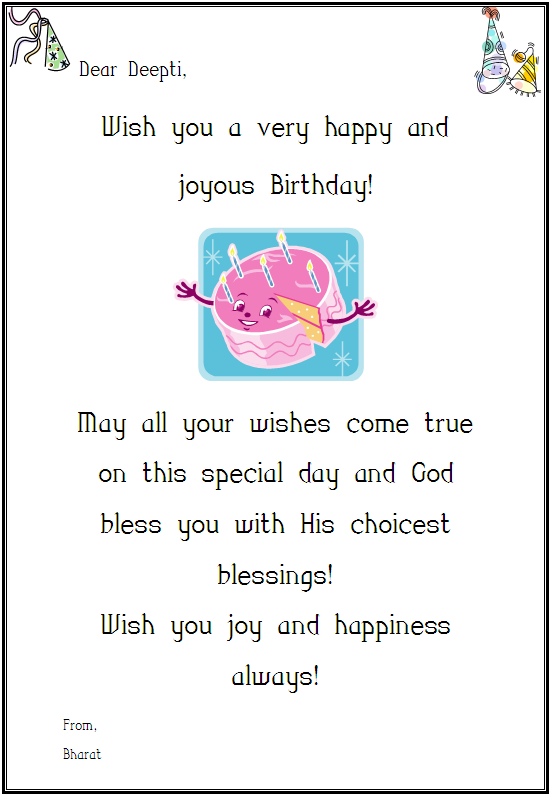 Dear Deepti,
Wish you a very happy and
joyous Birthday!
May all your wishes come true
on this special day and God
bless you with His choicest
blessings!
Wish you joy and happiness
always!
From,
Bharat